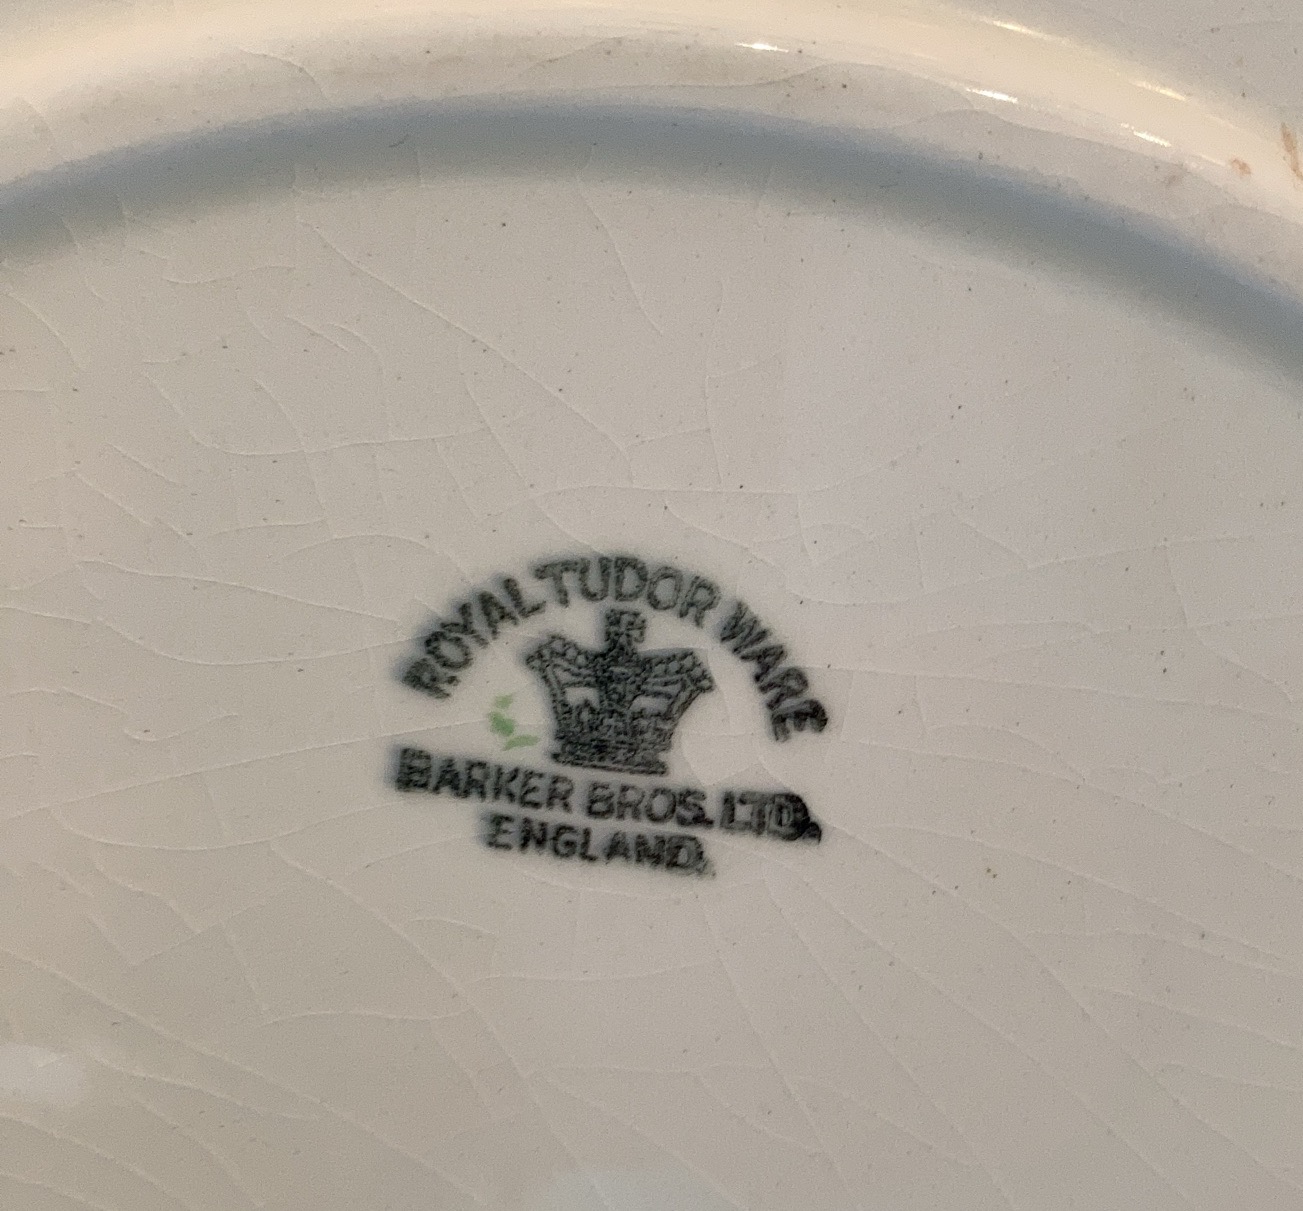 ROYAL TUDOR WARE
BARKER BROS. LTD.
ENGLAND.